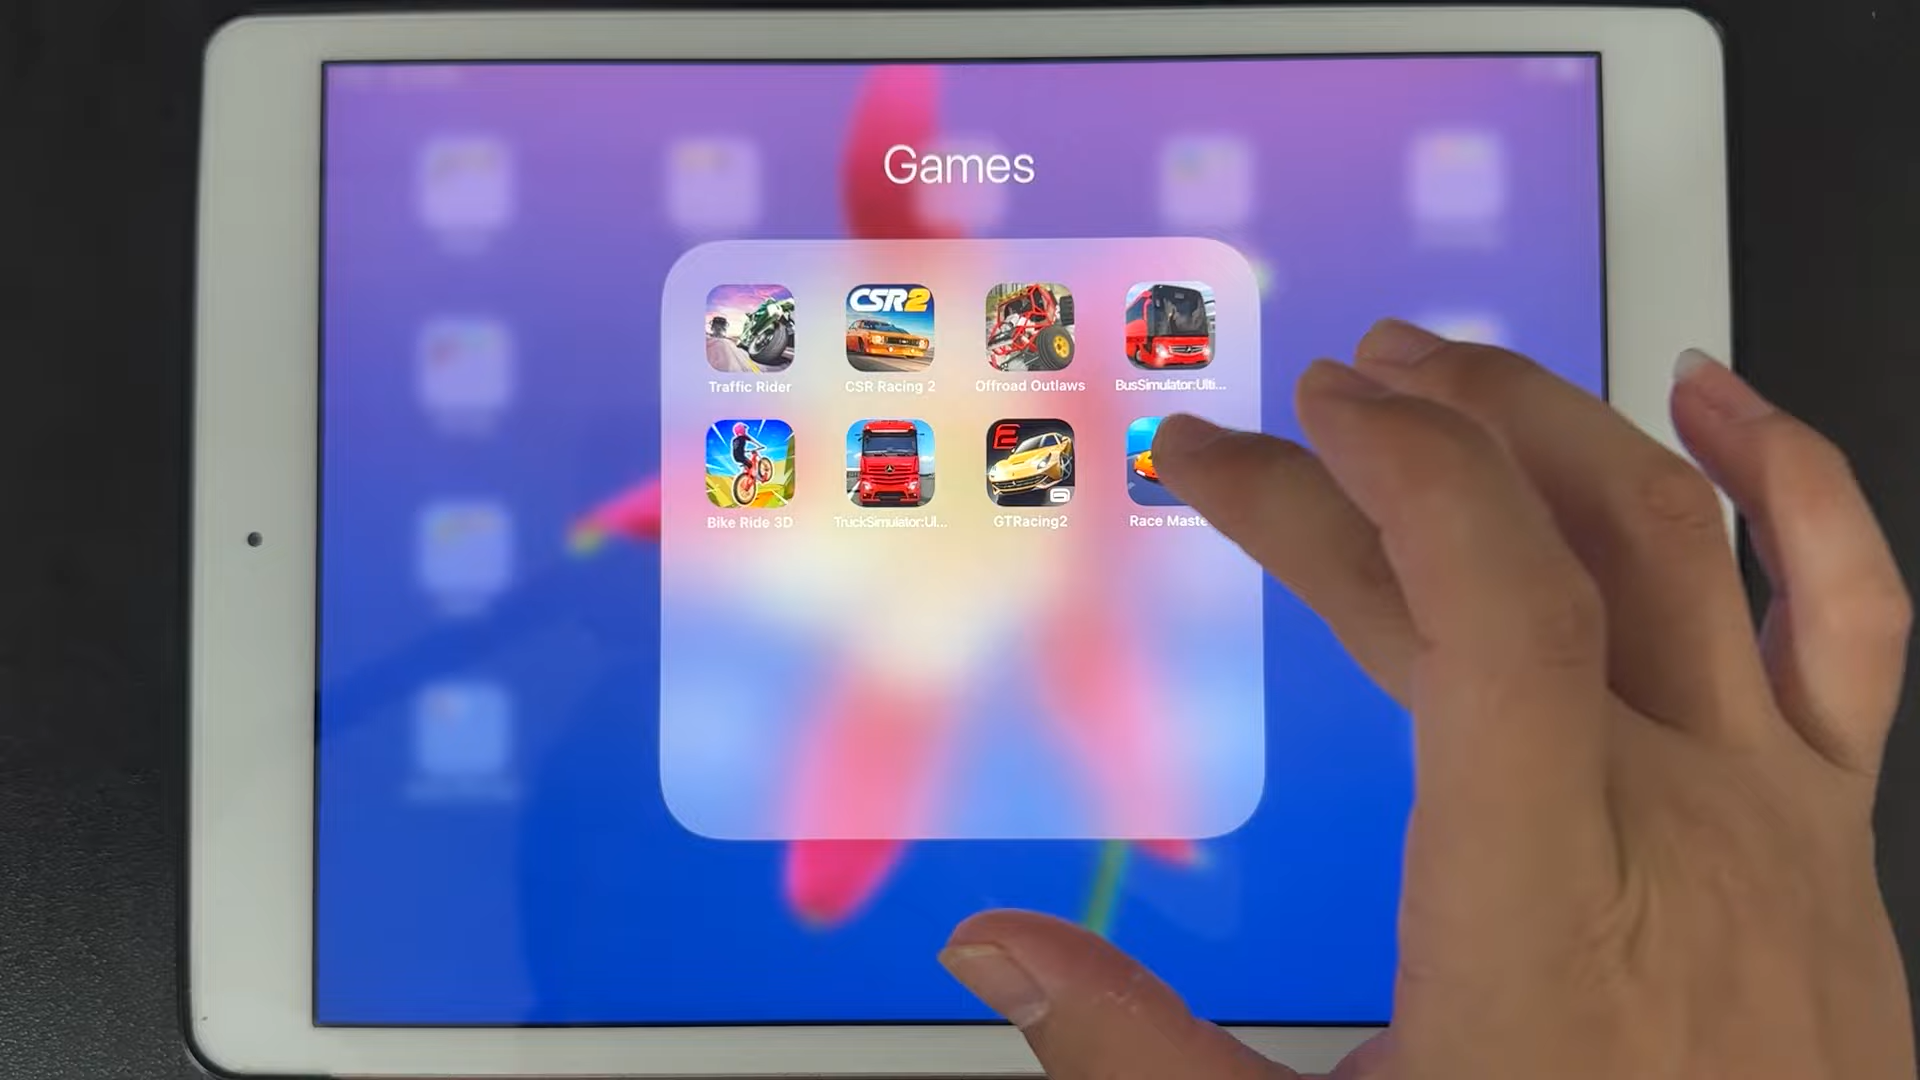 Games
CSR2
Traffic Rider
CSR Racing 2
Offroad Outlaws
BusSimulator:Ulti...
Bike Ride 3D
TruckSimulator:Ul...
GTRacing2
Race Maste